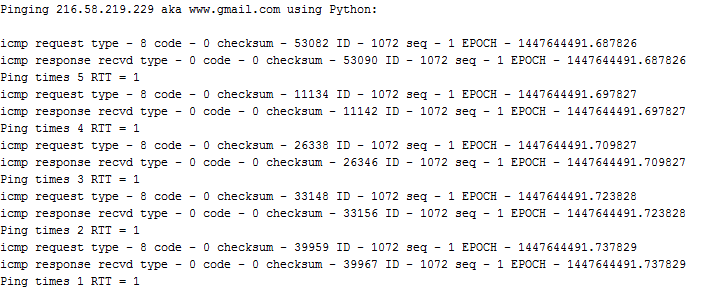 Pinging 216.58.219.229 aka www.gmail.com using Python:
icmp request type - 8 code - 0 checksum - 53082 ID - 1072 seq - 1 EPOCH - 1447644491.687826
icmp response recvd type - 0 code - 0 checksum - 53090 ID - 1072 seq - 1 EPOCH - 1447644491.687826
Ping times 5 RTT = 1
icmp request type - 8 code - 0 checksum - 11134 ID - 1072 seq - 1 EPOCH - 1447644491.697827
icmp response recvd type - 0 code - 0 checksum - 11142 ID - 1072 seq - 1 EPOCH - 1447644491.697827
Ping times 4 RTT = 1
icmp request type - 8 code - 0 checksum - 26338 ID - 1072 seq - 1 EPOCH - 1447644491.709827
icmp response recvd type - 0 code - 0 checksum - 26346 ID - 1072 seq - 1 EPOCH - 1447644491.709827
Ping times 3 RTT = 1
icmp request type - 8 code - 0 checksum - 33148 ID - 1072 seq - 1 EPOCH - 1447644491.723828
icmp response recvd type - 0 code - 0 checksum - 33156 ID - 1072 seq - 1 EPOCH - 1447644491.723828
Ping times 2 RTT = 1
icmp request type - 8 code - 0 checksum - 39959 ID - 1072 seq - 1 EPOCH - 1447644491.737829
icmp response recvd type - 0 code - 0 checksum - 39967 ID - 1072 seq - 1 EPOCH - 1447644491.737829
Ping times 1 RTT = 1